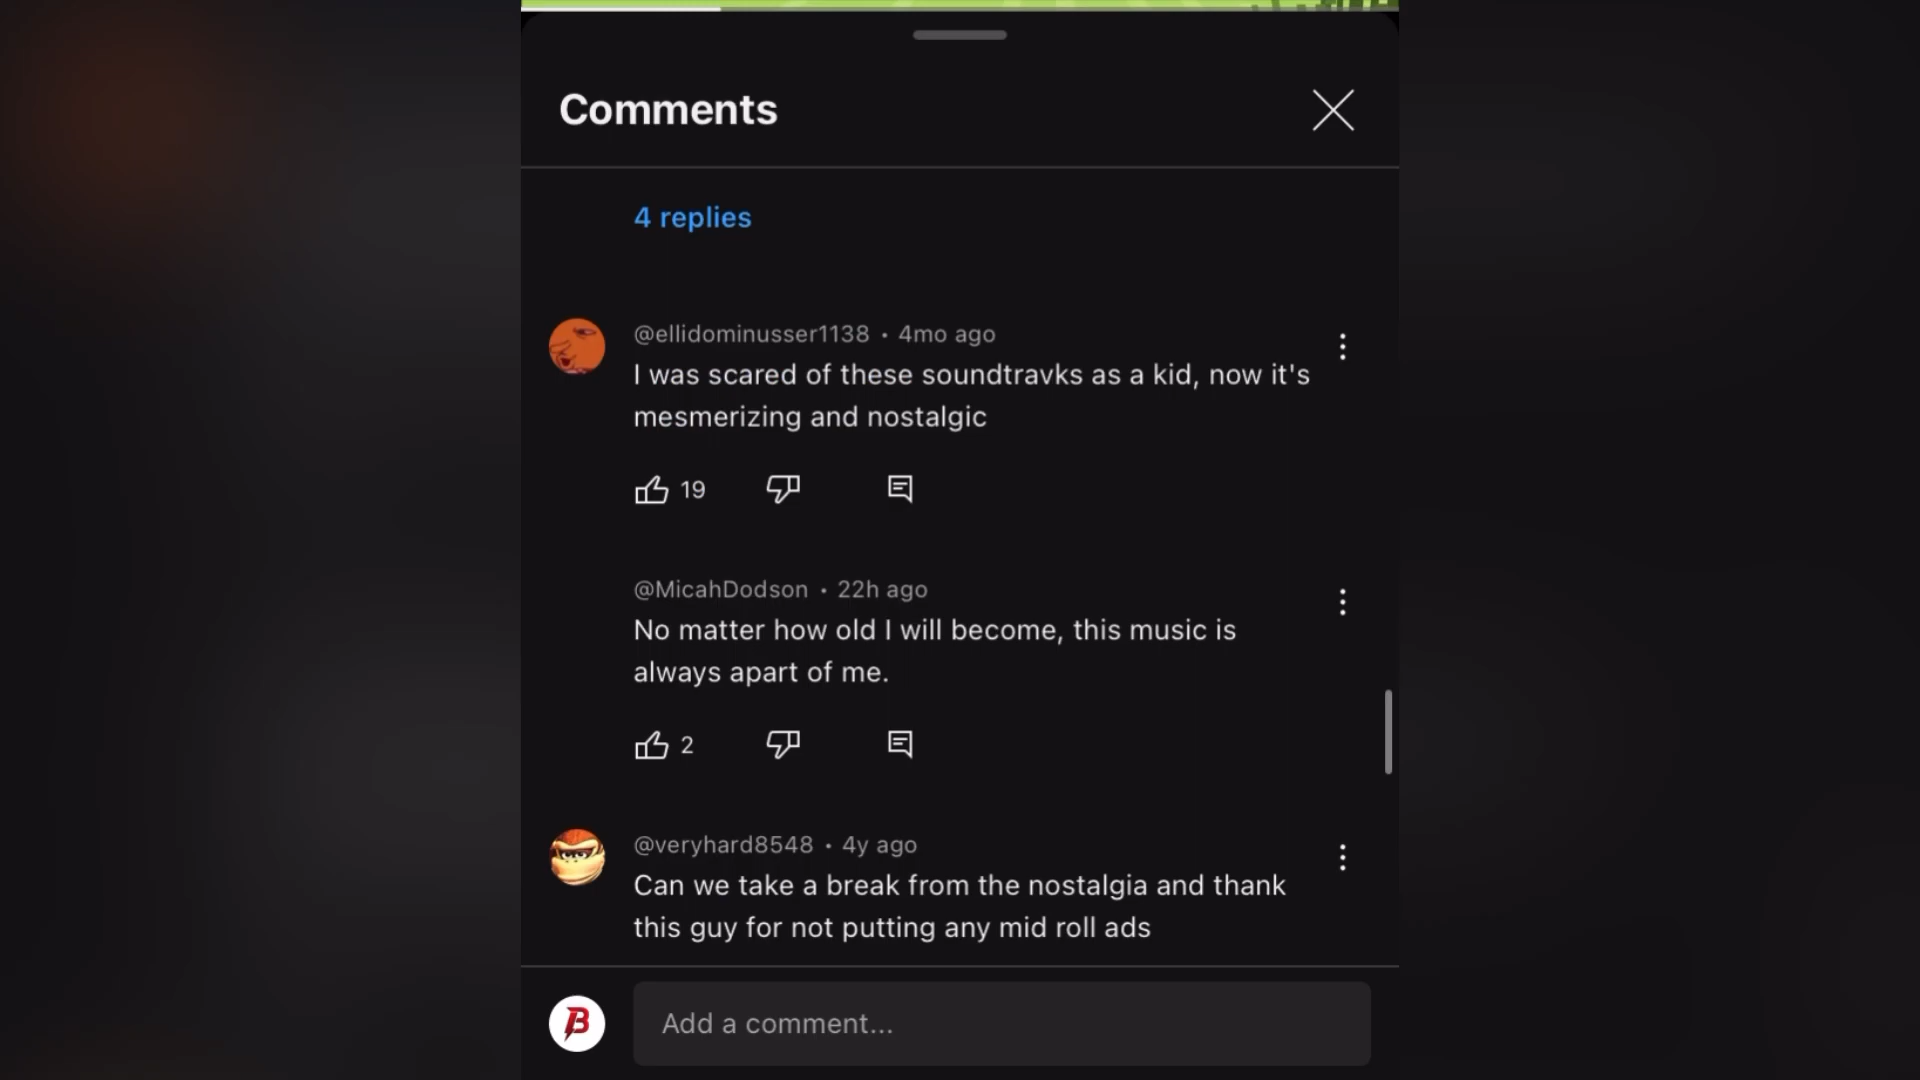 Comments
4 replies
@ellidominusser1138 • 4mo ago
I was scared of these soundtravks as a kid, now it's
mesmerizing and nostalgic
19
@MicahDodson • 22h ago
No matter how old I will become, this music is
always apart of me.
2
@veryhard8548 • 4y ago
Can we take a break from the nostalgia and thank
this guy for not putting any mid roll ads
B
Add a comment...